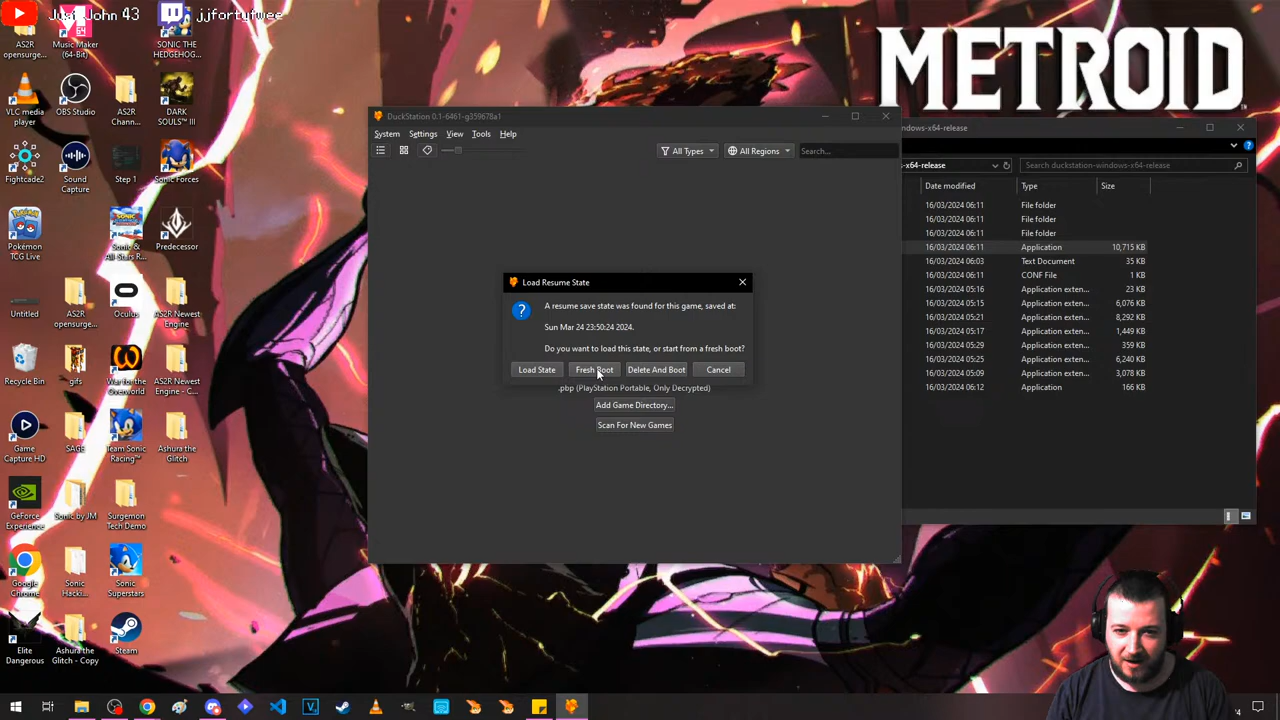 Just John 43
jjfortytwee
METROID
AS2R
opensurge...
Music Maker
(64-Bit)
SONIC THE
HEDGEHOG...
VLC media
player
OBS Studio
AS2R
Chann...
DARK
SOULS™ III
Fightcade2
Sound
Capture
Step 1
Sonic Forces
Pokémon
TCG Live
Sonic &
All-Stars R...
Predecessor
Untitled
AS2R
opensurge...
Oculus
AS2R Newest
Engine
Recycle Bin
gifs
War for the
Overworld
AS2R Newest
Engine - C...
Game
Capture HD
SAGE
Team Sonic
Racing™
Ashura the
Glitch
GeForce
Experience
Sonic by JM
Surgemon
Tech Demo
Google
Chrome
Sonic
Hacki...
Sonic
Superstars
Elite
Dangerous
Ashura the
Glitch - Copy
Steam
DuckStation 0.1-6461-g359678a1
System
Settings
View
Tools
Help
All Types
All Regions
Search...
Load Resume State
A resume save state was found for this game, saved at:
Sun Mar 24 23:50:24 2024.
Do you want to load this state, or start from a fresh boot?
Load State
Fresh Boot
Delete And Boot
Cancel
.pbp (PlayStation Portable, Only Decrypted)
Add Game Directory...
Scan For New Games
ndows-x64-release
-x64-release
Search duckstation-windows-x64-release
Date modified
Type
Size
16/03/2024 06:11 File folder
16/03/2024 06:11 File folder
16/03/2024 06:11 File folder
16/03/2024 06:11 Application 10,715 KB
16/03/2024 06:03 Text Document 35 KB
16/03/2024 06:11 CONF File 1 KB
16/03/2024 05:16 Application exten... 23 KB
16/03/2024 05:15 Application exten... 6,076 KB
16/03/2024 05:21 Application exten... 8,292 KB
16/03/2024 05:17 Application exten... 1,449 KB
16/03/2024 05:29 Application exten... 359 KB
16/03/2024 05:25 Application exten... 6,240 KB
16/03/2024 05:09 Application exten... 3,078 KB
16/03/2024 06:12 Application 166 KB